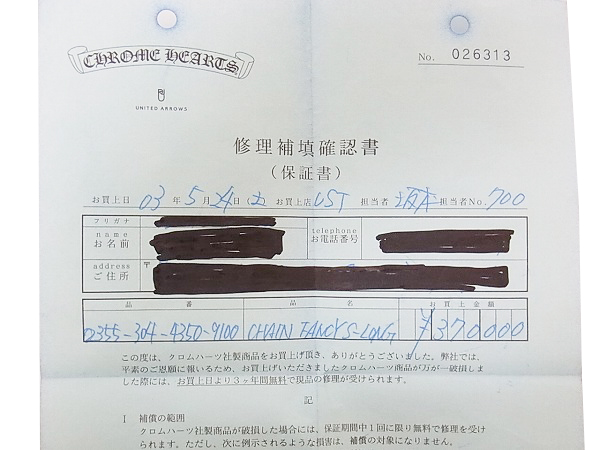 CHROME HEARTS
UNITED ARROWS
No. 026313
修理補填確認書
（保証書）
お買上日 03 年 5 月 24 日 (土 お買上店 UST 担当者 坂本 担当者No. 700
フリガナ
name
お名前
telephone
お電話番号
address
ご住所
〒
品番 品名 お買上金額
02355-304-4350-9100 CHAIN FANCY S-LONG ¥370000
この度は、クロムハーツ社製商品をお買上げ頂き、ありがとうございました。弊社では、
平素のご恩願に報いるため、お買上げいただきましたクロムハーツ商品が万が一破損しま
した際には、お買上日より3ヶ年間無料で現品の修理が受けられます。
記
I 補償の範囲
クロムハーツ社製商品が破損した場合には、保証期間中1回に限り無料で修理を受け
られます。ただし、次に例示されるような損害は、補償の対象になりません。